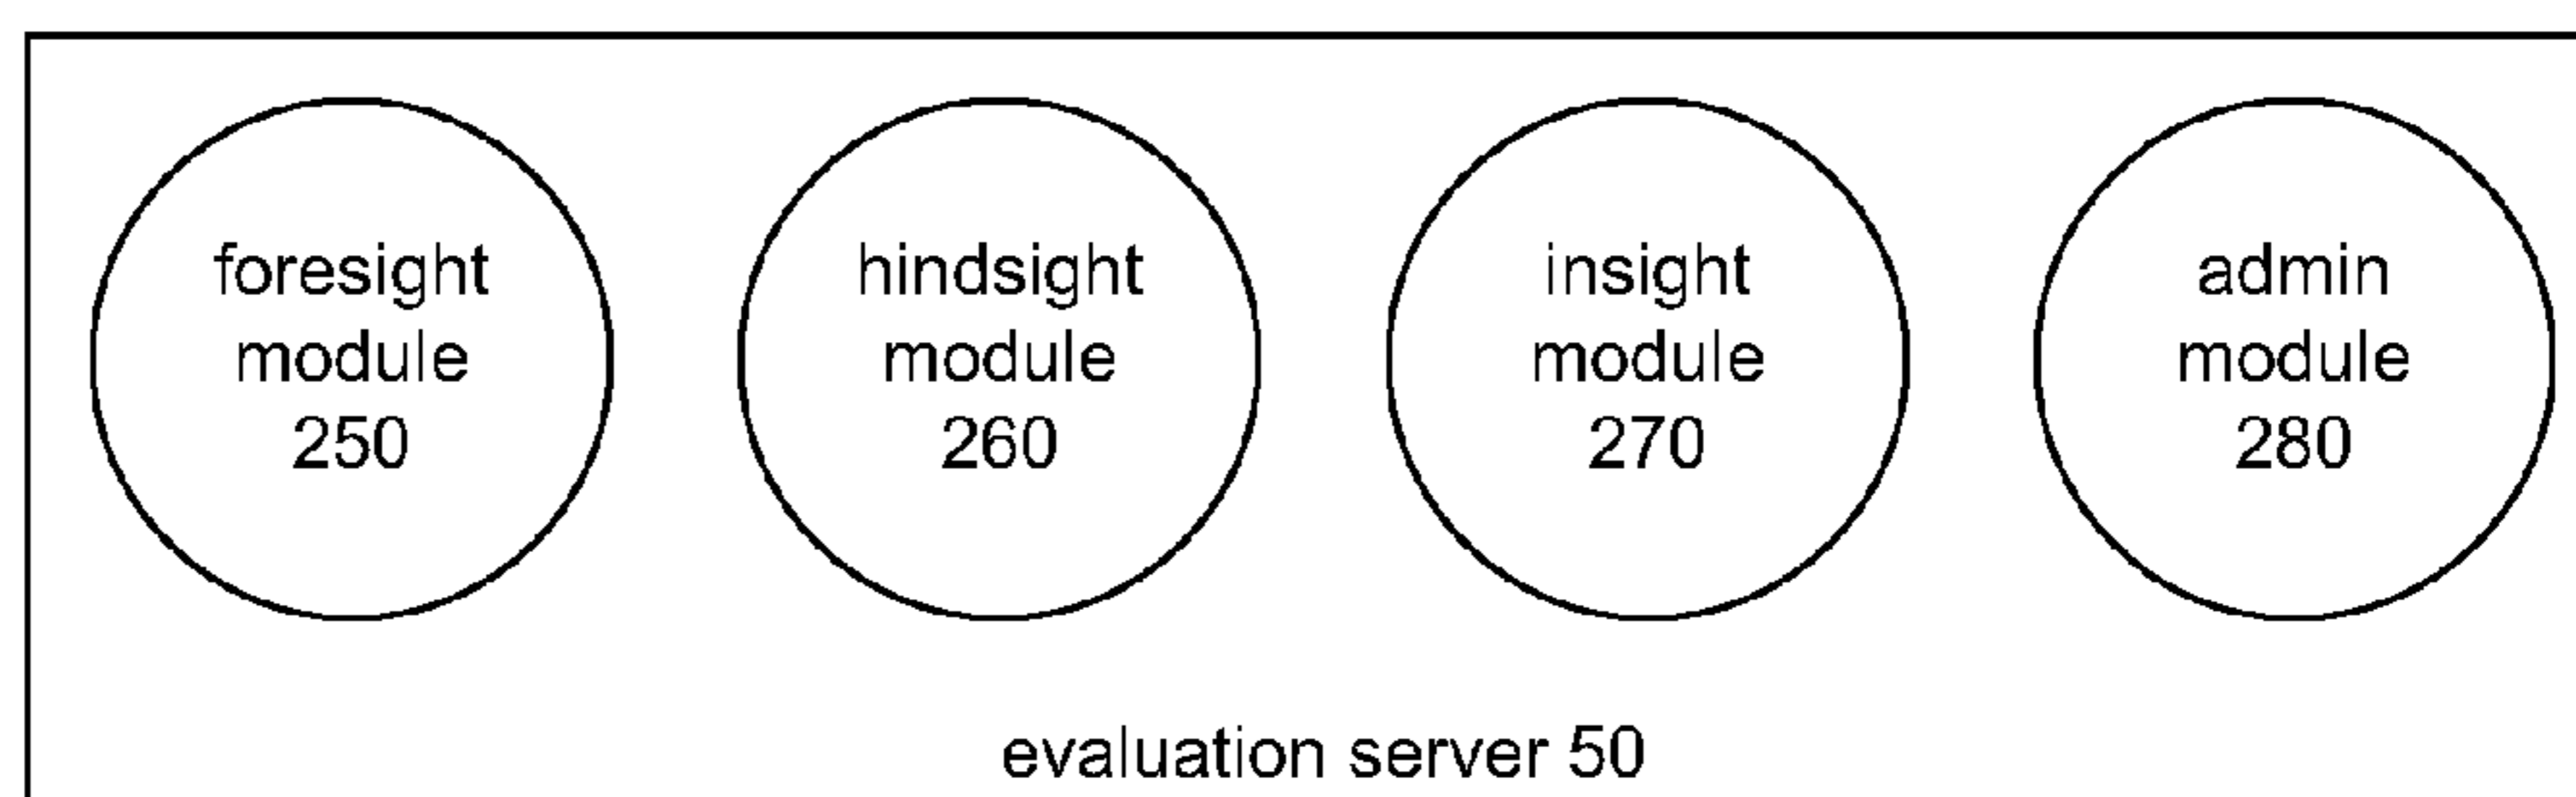 foresight
module
250
hindsight
module
260
insight
module
270
admin
module
280
evaluation server 50